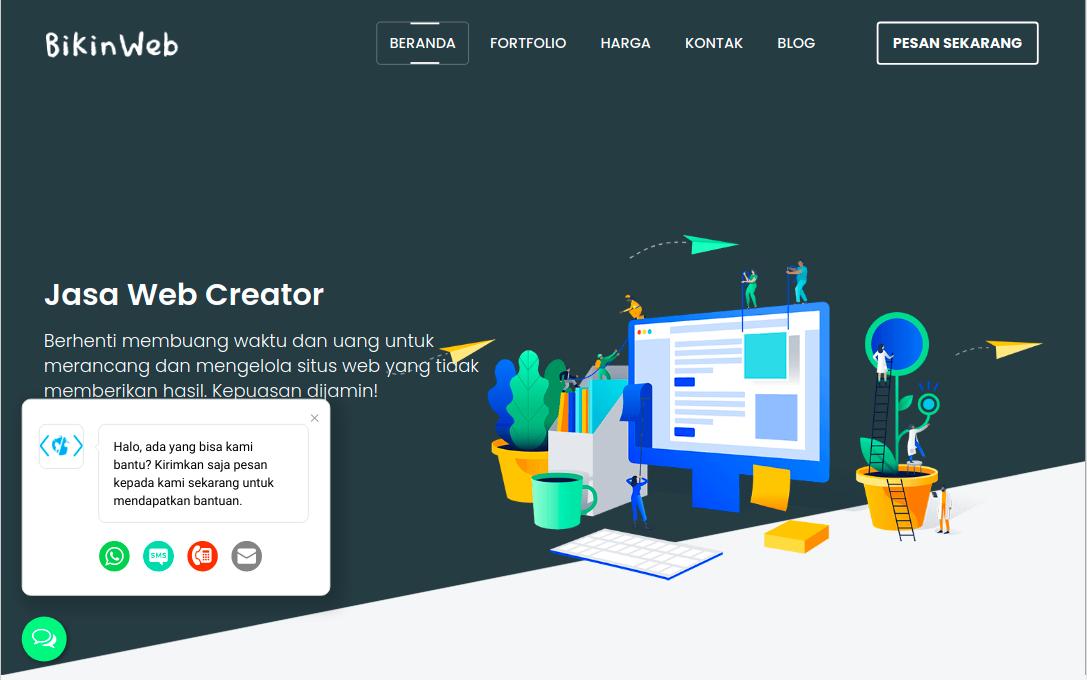 BikinWeb
BERANDA
FORTFOLIO
HARGA
KONTAK
BLOG
PESAN SEKARANG
Jasa Web Creator
Berhenti membuang waktu dan uang untuk
merancang dan mengelola situs web yang tidak
memberikan hasil. Kepuasan dijamin!
Halo, ada yang bisa kami
bantu? Kirimkan saja pesan
kepada kami sekarang untuk
mendapatkan bantuan.
SMS